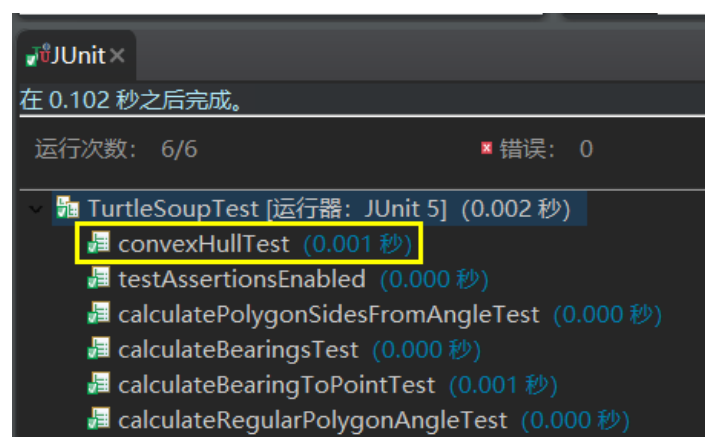 JUnit
在 0.102 秒之后完成。
运行次数: 6/6 错误: 0
TurtleSoupTest [运行器: JUnit 5] (0.002 秒)
convexHullTest (0.001 秒)
testAssertionsEnabled (0.000 秒)
calculatePolygonSidesFromAngleTest (0.000 秒)
calculateBearingsTest (0.000 秒)
calculateBearingToPointTest (0.001 秒)
calculateRegularPolygonAngleTest (0.000 秒)